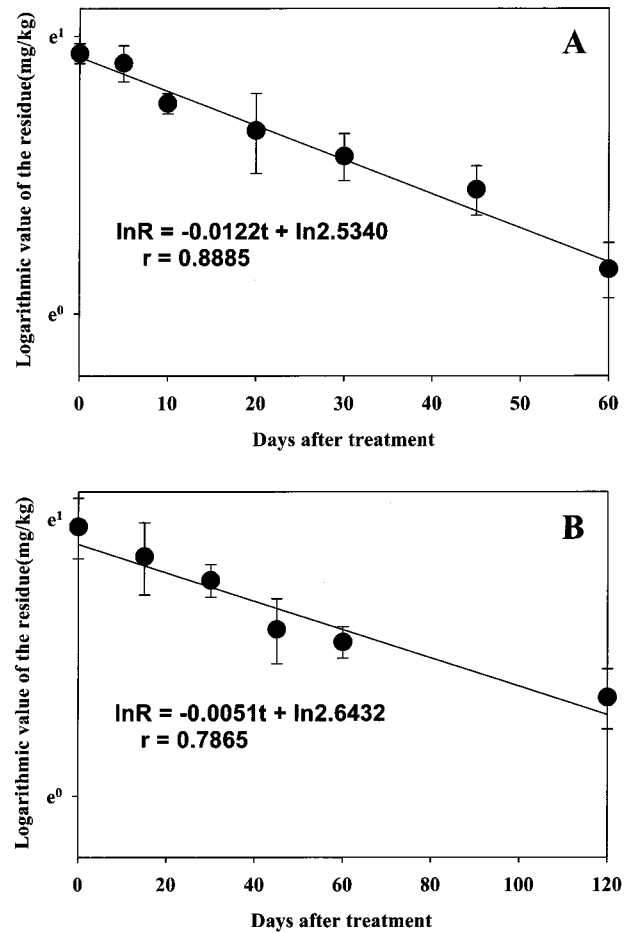 A
Logarithmic value of the residue(mg/kg)
e¹
e⁰
lnR = -0.0122t + ln2.5340
r = 0.8885
0 10 20 30 40 50 60
Days after treatment
B
Logarithmic value of the residue(mg/kg)
e¹
e⁰
lnR = -0.0051t + ln2.6432
r = 0.7865
0 20 40 60 80 100 120
Days after treatment